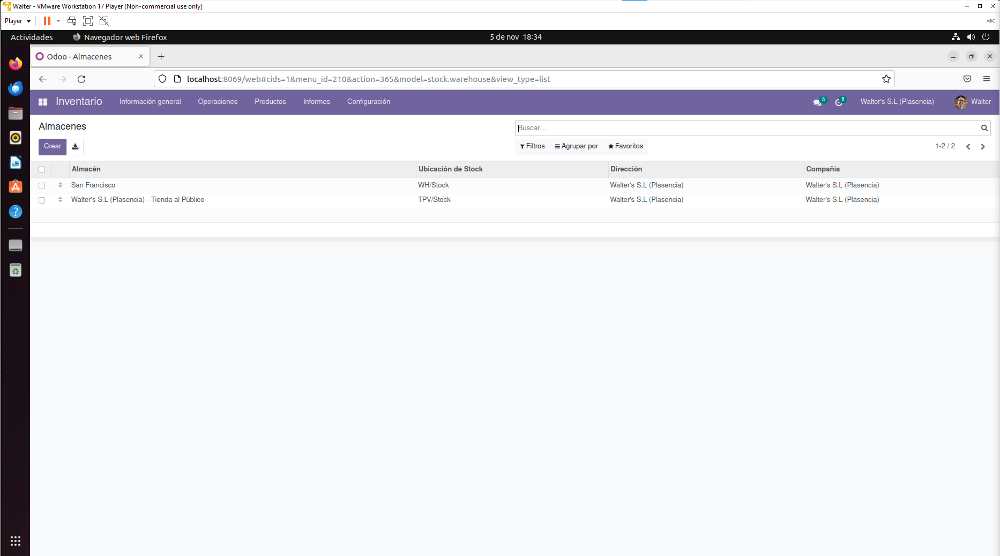 Walter - VMware Workstation 17 Player (Non-commercial use only)
Player
Actividades Navegador web Firefox 5 de nov 18:34
Odoo - Almacenes
localhost:8069/web#cids=1&menu_id=210&action=365&model=stock.warehouse&view_type=list
Inventario Información general Operaciones Productos Informes Configuración 5 5 Walter's S.L (Plasencia) Walter
Almacenes
Buscar...
Crear
Filtros Agrupar por Favoritos 1-2 / 2
Almacén Ubicación de Stock Dirección Compañía
San Francisco WH/Stock Walter's S.L (Plasencia) Walter's S.L (Plasencia)
Walter's S.L (Plasencia) - Tienda al Público TPV/Stock Walter's S.L (Plasencia) Walter's S.L (Plasencia)